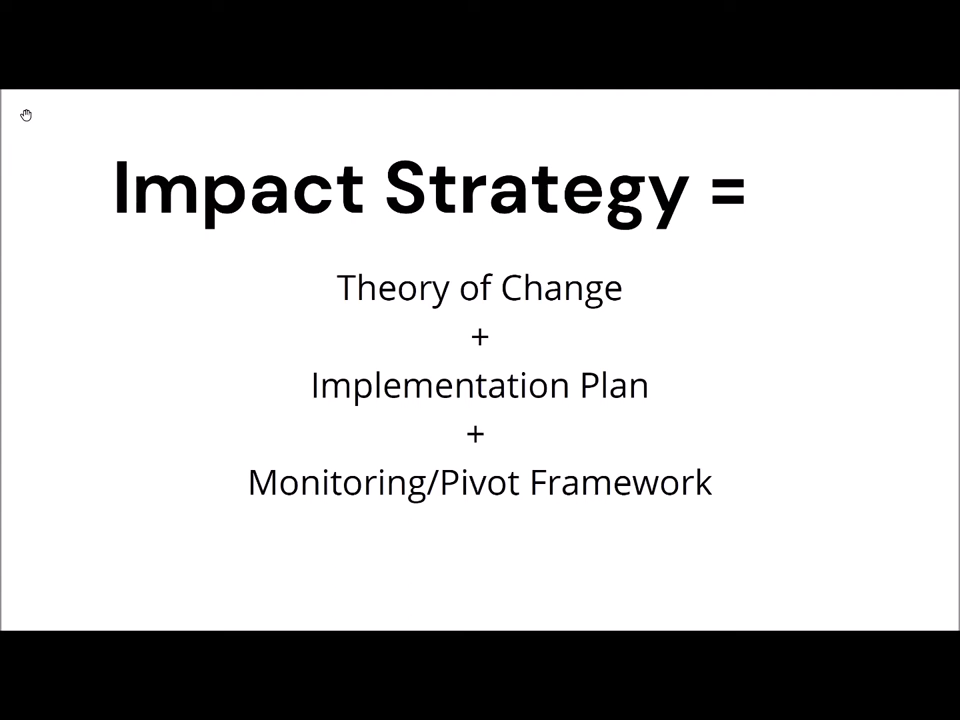 Impact Strategy =
Theory of Change
+
Implementation Plan
+
Monitoring/Pivot Framework